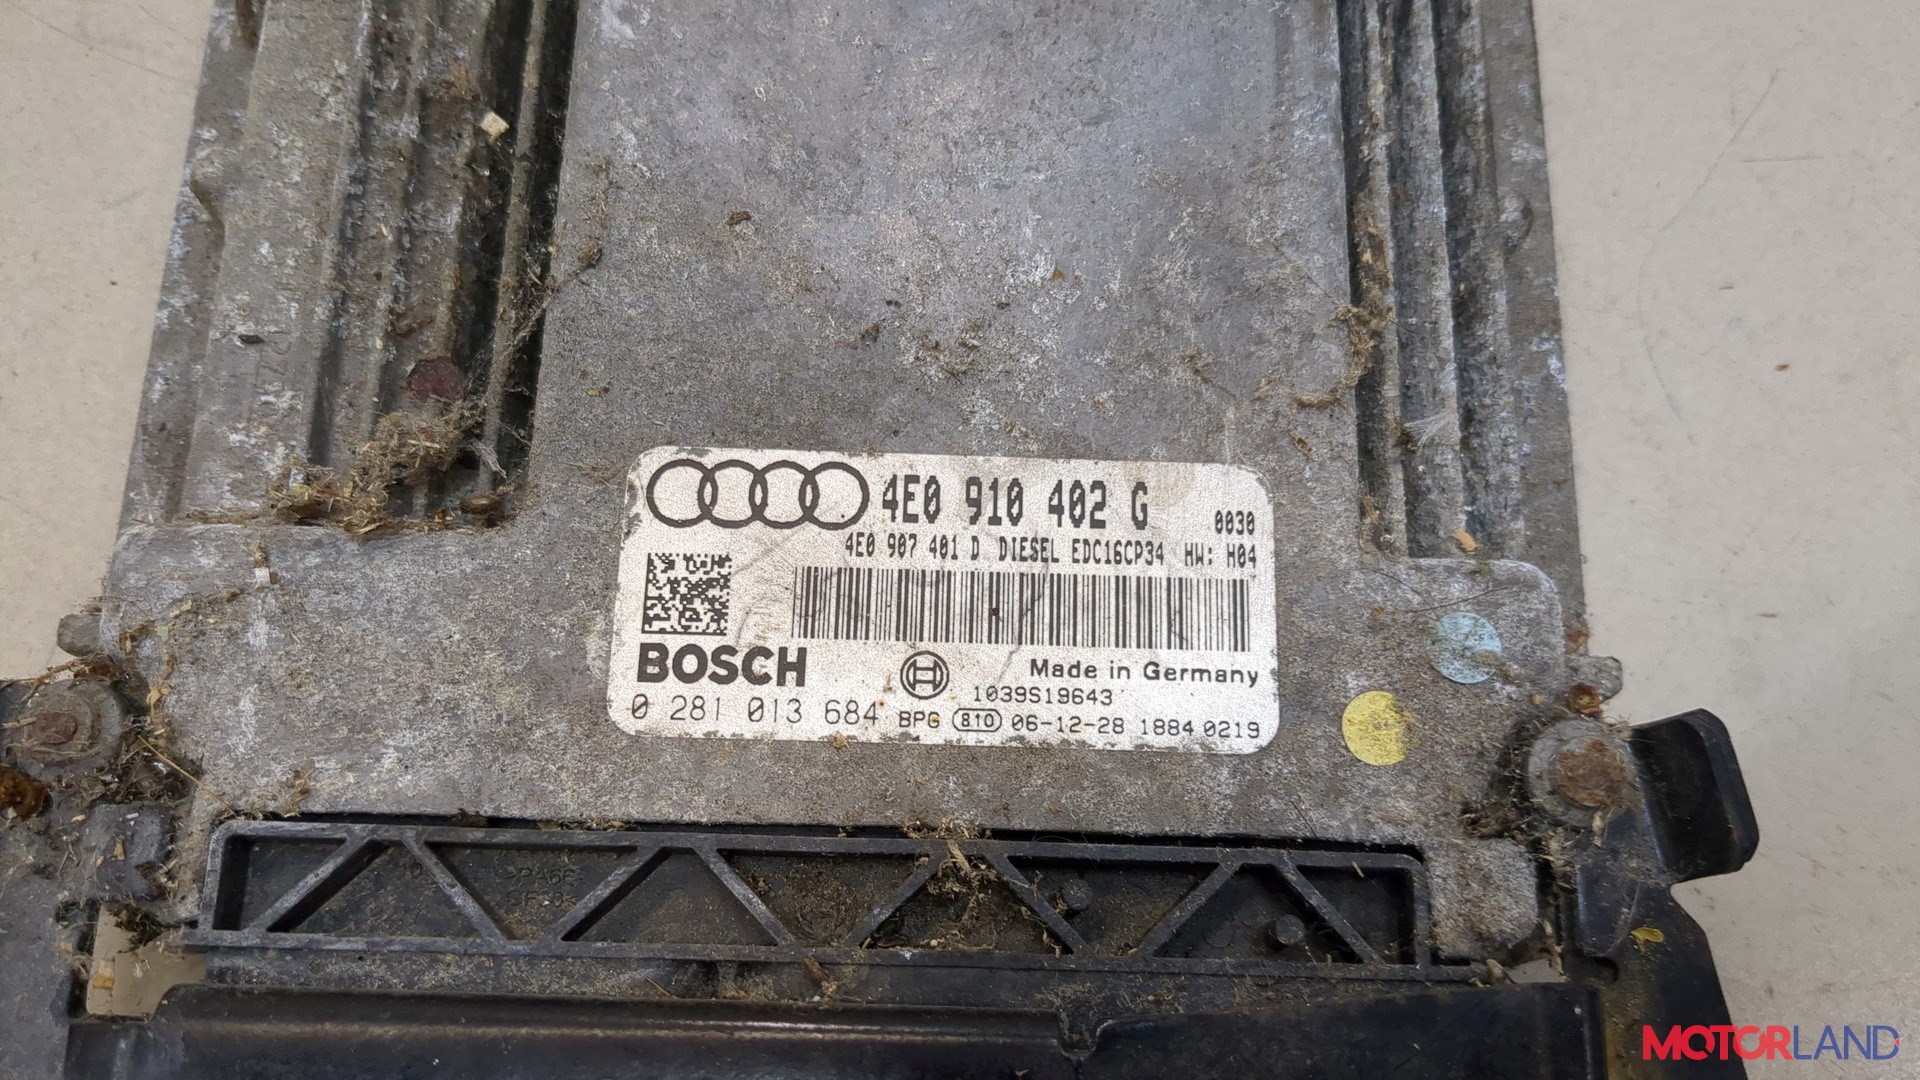 4E0 910 402 G
0030
4E0 907 401 D DIESEL EDC16CP34 HW: H04
BOSCH
Made in Germany
1039S19643
0 281 013 684 BPG 810 06-12-28 1884 0219
MOTORLAND